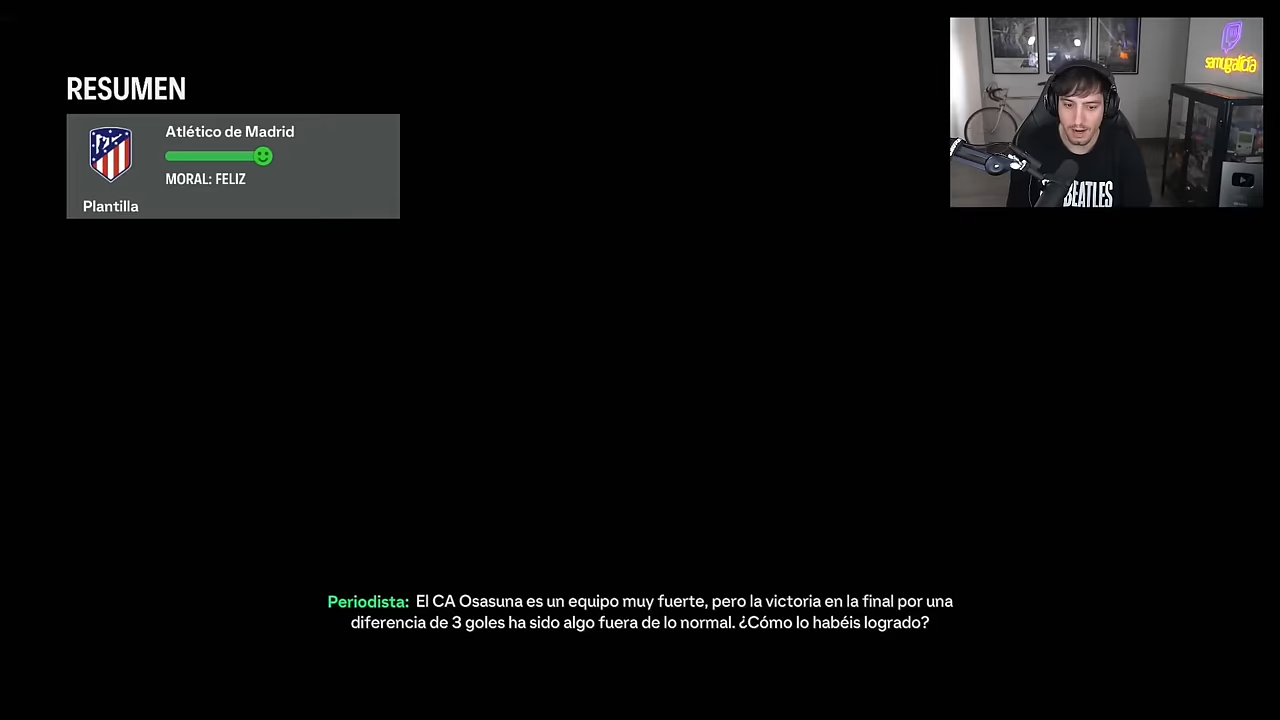 RESUMEN
Atlético de Madrid
MORAL: FELIZ
Plantilla
samugalicia
BEATLES
Periodista: El CA Osasuna es un equipo muy fuerte, pero la victoria en la final por una
diferencia de 3 goles ha sido algo fuera de lo normal. ¿Cómo lo habéis logrado?